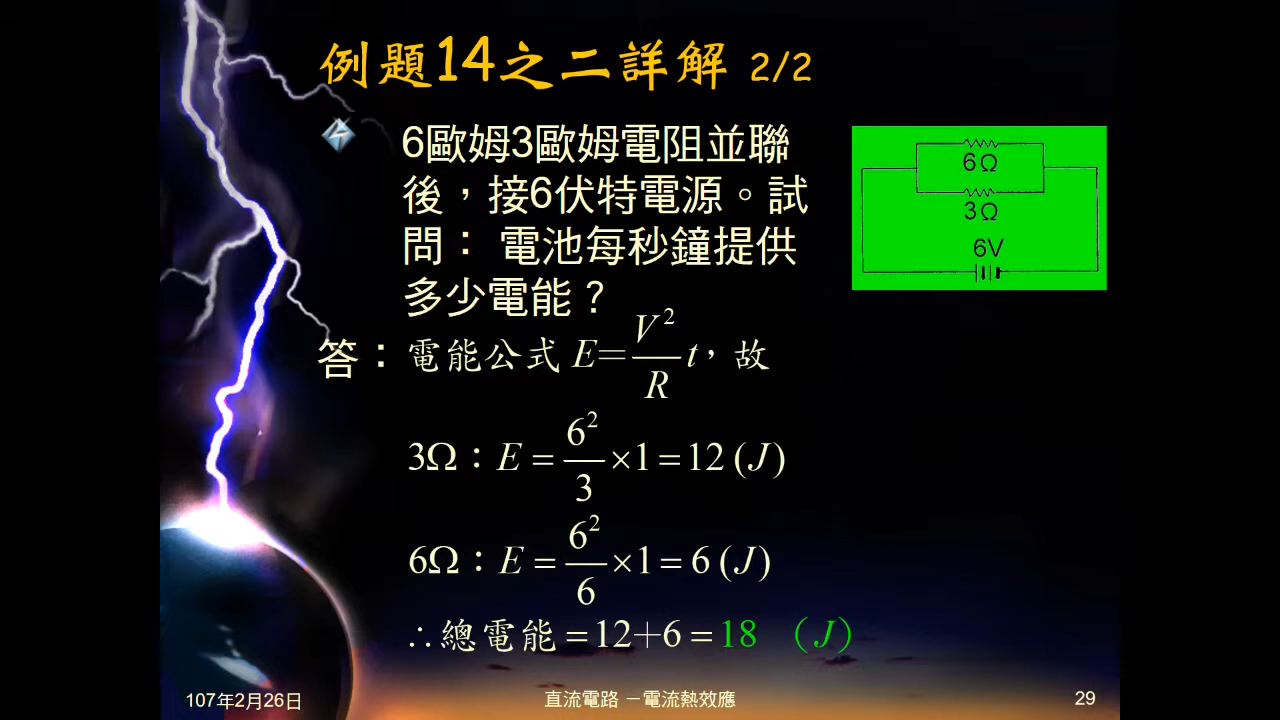 例題14之二詳解 2/2
6歐姆3歐姆電阻並聯
後，接6伏特電源。試
問： 電池每秒鐘提供
多少電能？
6Ω
3Ω
6V
答：電能公式 E=V²/R t，故
3Ω：E = 6²/3 ×1 = 12 (J)
6Ω：E = 6²/6 ×1 = 6 (J)
∴總電能 = 12+6 = 18 （J）
107年2月26日
直流電路 －電流熱效應
29